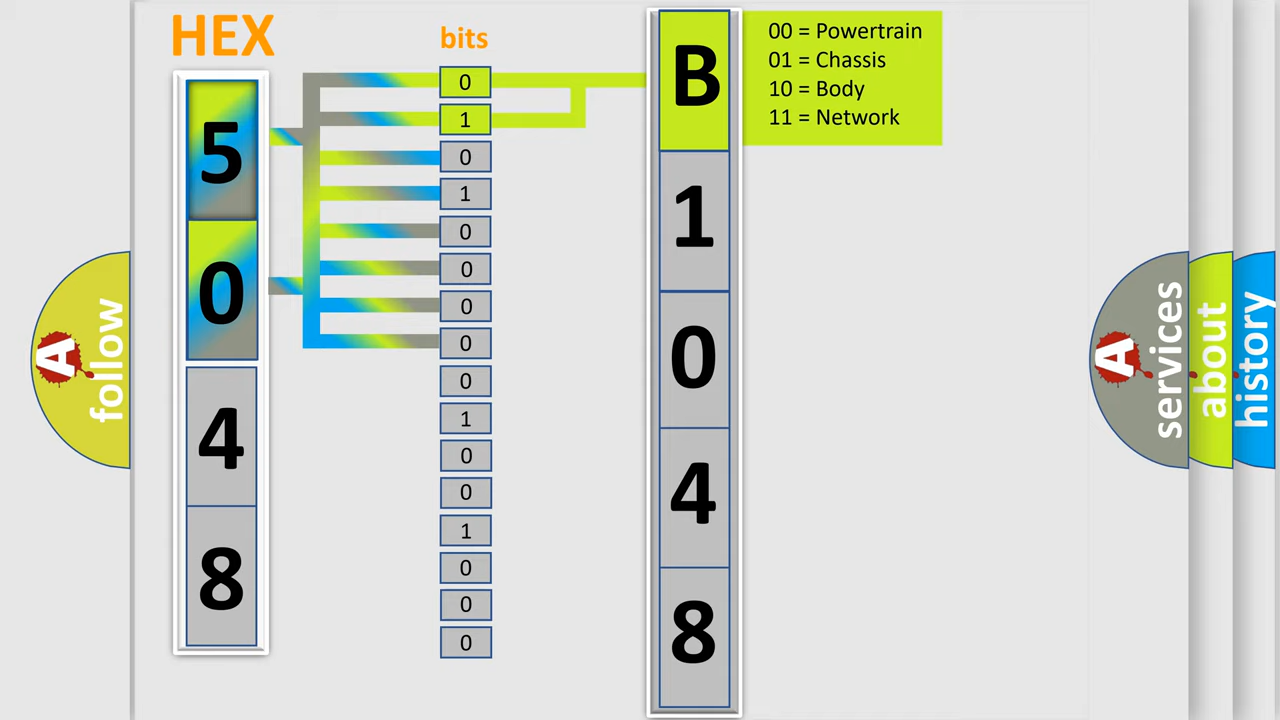 HEX
bits
5
0
4
8
0
1
0
1
0
0
0
0
0
1
0
0
1
0
0
0
B
1
0
4
8
00 = Powertrain
01 = Chassis
10 = Body
11 = Network
A
follow
A
services
about
history